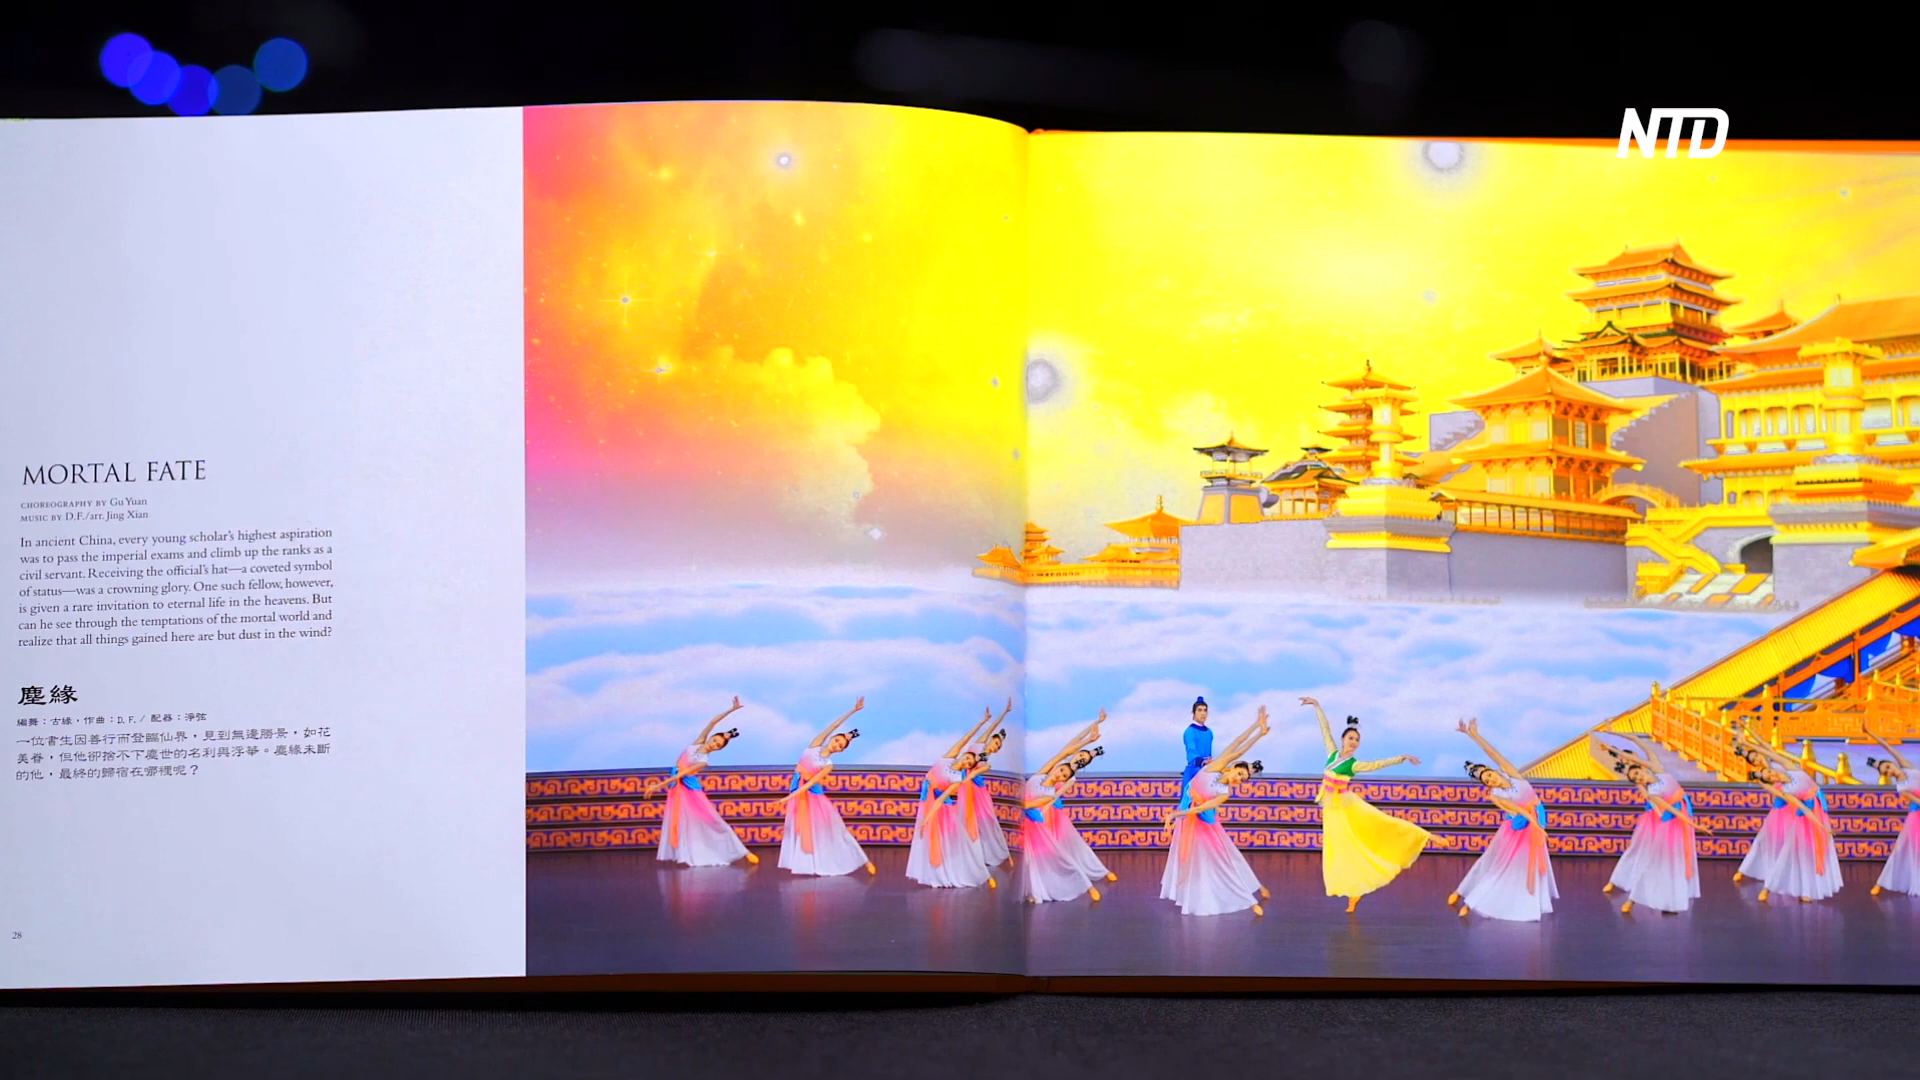 NTD
MORTAL FATE
CHOREOGRAPHY BY Gu Yuan
MUSIC BY D.F./arr. Jing Xian
In ancient China, every young scholar's highest aspiration
was to pass the imperial exams and climb up the ranks as a
civil servant. Receiving the official's hat—a coveted symbol
of status—was a crowning glory. One such fellow, however,
is given a rare invitation to eternal life in the heavens. But
can he see through the temptations of the mortal world and
realize that all things gained here are but dust in the wind?
塵緣
編舞：古緣，作曲：D.F. / 配器：淨弦
一位書生因善行而登臨仙界，見到無邊勝景，如花
美眷，但他卻捨不下塵世的名利與浮華。塵緣未斷
的他，最終的歸宿在哪裡呢？
28